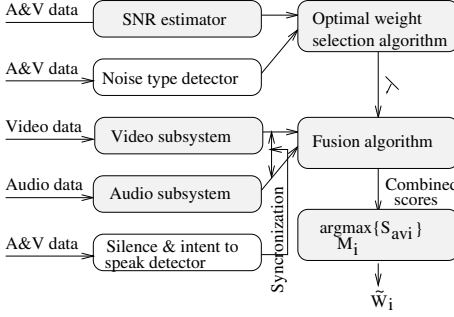 A&V data
SNR estimator
Optimal weight
selection algorithm
A&V data
Noise type detector
λ
Video data
Video subsystem
Fusion algorithm
Audio data
Audio subsystem
Synchronization
Combined
scores
A&V data
Silence & intent to
speak detector
argmax{S_avi}
M_i
W̃_i